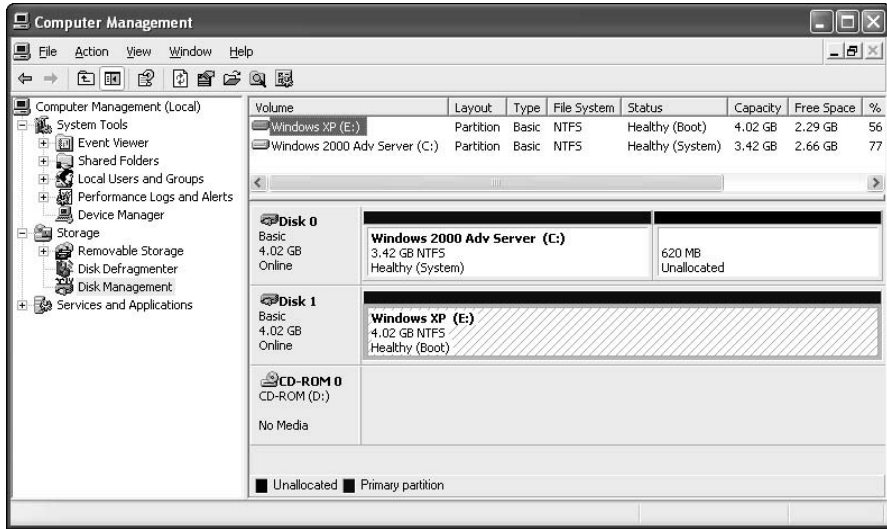 Computer Management
File Action View Window Help
Computer Management (Local)
System Tools
Event Viewer
Shared Folders
Local Users and Groups
Performance Logs and Alerts
Device Manager
Storage
Removable Storage
Disk Defragmenter
Disk Management
Services and Applications
Volume Layout Type File System Status Capacity Free Space %
Windows XP (E:) Partition Basic NTFS Healthy (Boot) 4.02 GB 2.29 GB 56
Windows 2000 Adv Server (C:) Partition Basic NTFS Healthy (System) 3.42 GB 2.66 GB 77
Disk 0
Basic
4.02 GB
Online
Windows 2000 Adv Server (C:)
3.42 GB NTFS
Healthy (System)
620 MB
Unallocated
Disk 1
Basic
4.02 GB
Online
Windows XP (E:)
4.02 GB NTFS
Healthy (Boot)
CD-ROM 0
CD-ROM (D:)
No Media
Unallocated Primary partition